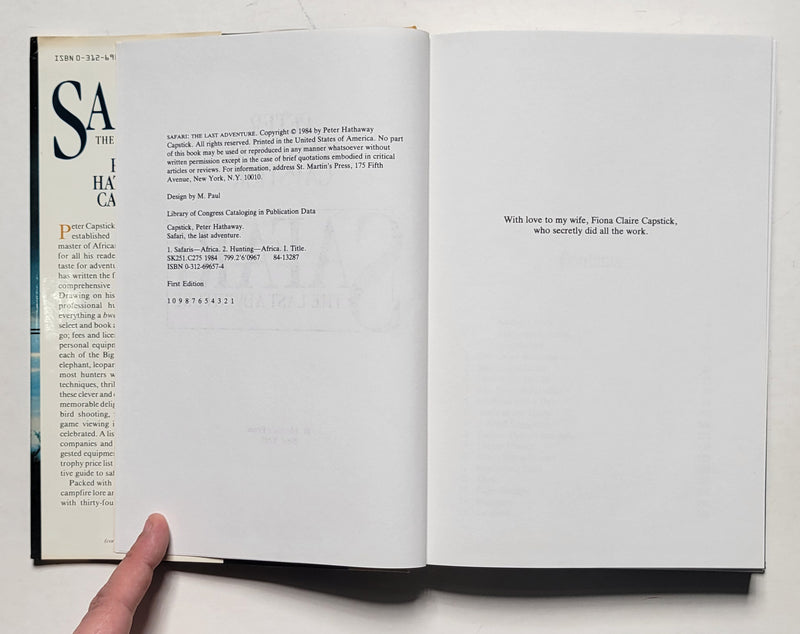 ISBN 0-312-69
SA
THE
HA
CA
Peter Capstick
established
master of Africa
for all his reade
taste for adventu
has written the f
comprehensive
Drawing on his
professional hu
everything a bwa
select and book a
go; fees and lice
personal equipm
each of the Big
elephant, leopar
most hunters w
techniques, thril
these clever and
memorable delig
bird shooting,
game viewing i
celebrated. A lis
companies and
gested equipme
trophy price list
tive guide to saf
Packed with
campfire lore an
with thirty-fou
SAFARI: THE LAST ADVENTURE. Copyright © 1984 by Peter Hathaway
Capstick. All rights reserved. Printed in the United States of America. No part
of this book may be used or reproduced in any manner whatsoever without
written permission except in the case of brief quotations embodied in critical
articles or reviews. For information, address St. Martin's Press, 175 Fifth
Avenue, New York, N.Y. 10010.
Design by M. Paul
Library of Congress Cataloging in Publication Data
Capstick, Peter Hathaway.
Safari, the last adventure.
1. Safaris—Africa. 2. Hunting—Africa. I. Title.
SK251.C275 1984 799.2'6'0967 84-13287
ISBN 0-312-69657-4
First Edition
10 9 8 7 6 5 4 3 2 1
With love to my wife, Fiona Claire Capstick,
who secretly did all the work.